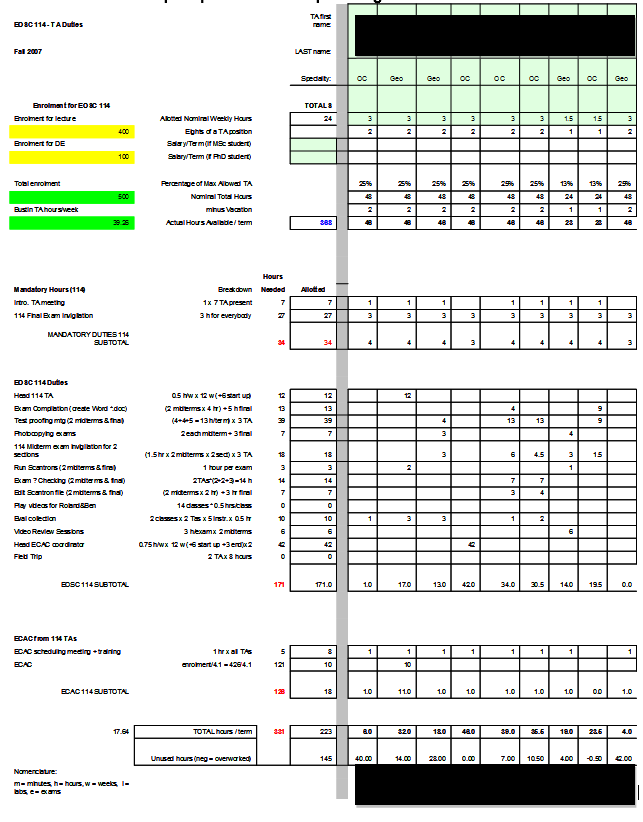 EOSC 114 - TA Duties
TA first name:
Fall 2007
LAST name:
Specialty: CC Geo Geo CC CC CC Geo CC Geo
Enrolment for EOSC 114 TOTALS
Enrolment for lecture Allotted Nominal Weekly Hours 24 3 3 3 3 3 3 1.5 1.5 3
400 Eights of a TA position 2 2 2 2 2 2 1 1 2
Enrolment for DE Salary/Term (if MSc student)
100 Salary/Term (if PhD student)
Total enrolment Percentage of Max Allowed TA 25% 25% 25% 25% 25% 25% 13% 13% 25%
500 Nominal Total Hours 48 48 48 48 48 48 24 24 48
Bustin TA hours/week minus Vacation 2 2 2 2 2 2 1 1 2
39.25 Actual Hours Available / term 368 46 46 46 46 46 46 23 23 46
Hours
Mandatory Hours (114) Breakdown Needed Allotted
Intro. TA meeting 1 x 7 TA present 7 7 1 1 1 1 1 1 1
114 Final Exam Invigilation 3 h for everybody 27 27 3 3 3 3 3 3 3 3 3
MANDATORY DUTIES 114 SUBTOTAL 34 34 4 4 4 3 4 4 4 4 3
EOSC 114 Duties
Head 114 TA 0.5 h/w x 12 w (+6 start up) 12 12 12
Exam Compilation (create Word *.doc) (2 midterms x 4 hr) + 5 h final 13 13 4 9
Test proofing mtg (2 midterms & final) (4+4+5 = 13 h/term) x 3 TA 39 39 4 13 13 9
Photocopying exams 2 each midterm + 3 final 7 7 3 4
114 Midterm exam invigilation for 2 sections (1.5 hr x 2 midterms x 2 sect) x 3 TA 18 18 3 6 4.5 3 1.5
Run Scantrons (2 midterms & final) 1 hour per exam 3 3 2 1
Exam ? Checking (2 midterms & final) 2TAs*(2+2+3)=14 h 14 14 7 7
Edit Scantron file (2 midterms & final) (2 midterms x 2 hr) + 3 hr final 7 7 3 4
Play videos for Roland&Ben 14 classes * 0.5 hrs/class 0 0
Eval collection 2 classes x 2 Tas x 5 instr. x 0.5 hr 10 10 1 3 3 1 2
Video Review Sessions 3 h/exam x 2 midterms 6 6 6
Head ECAC coordinator 0.75 h/w x 12 w (+6 start up +3 end)x2 42 42 42
Field Trip 2 TA x 8 hours 0 0
EOSC 114 SUBTOTAL 171 171.0 1.0 17.0 13.0 42.0 34.0 30.5 14.0 19.5 0.0
ECAC from 114 TAs
ECAC scheduling meeting + training 1 hr x all TAs 5 8 1 1 1 1 1 1 1 1
ECAC enrolment/4.1 = 426/4.1 121 10 10
ECAC 114 SUBTOTAL 126 18 1.0 11.0 1.0 1.0 1.0 1.0 1.0 0.0 1.0
17.64 TOTAL hours / term 331 223 6.0 32.0 18.0 46.0 39.0 35.5 19.0 23.5 4.0
Unused hours (neg = overworked) 145 40.00 14.00 28.00 0.00 7.00 10.50 4.00 -0.50 42.00
Nomenclature:
m = minutes, h = hours, w = weeks, l =
labs, e = exams